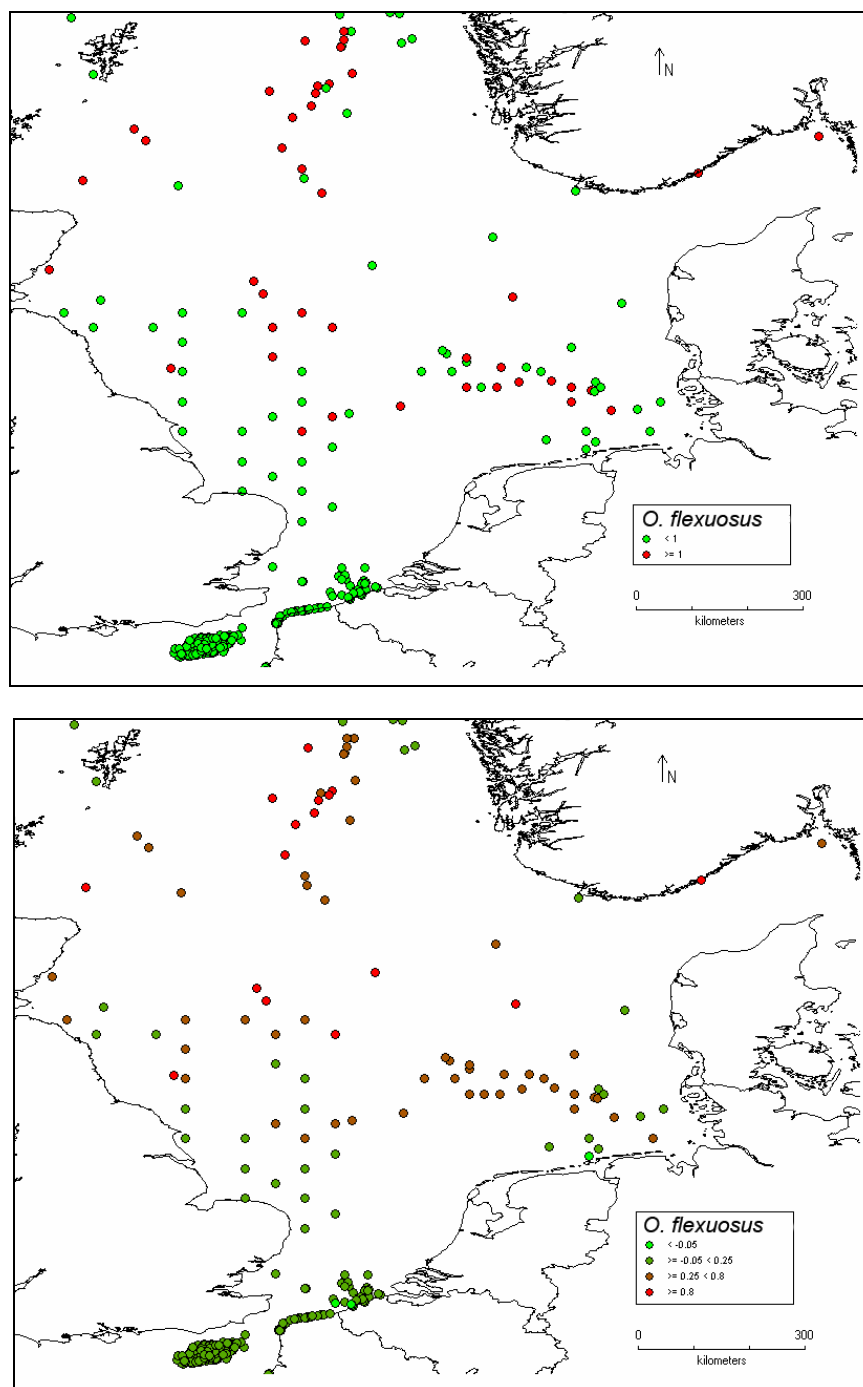 N
O. flexuosus
< 1
>= 1
0 300
kilometers
N
O. flexuosus
< -0.05
>= -0.05 < 0.25
>= 0.25 < 0.8
>= 0.8
0 300
kilometers